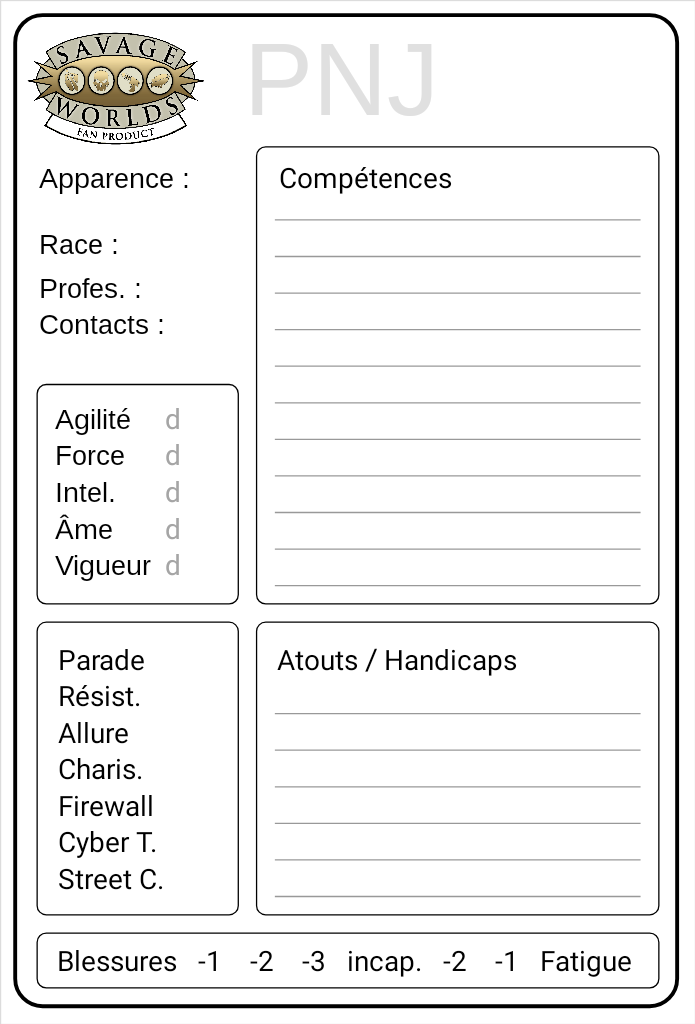 SAVAGE
WORLDS
FAN PRODUCT
PNJ
Apparence :
Race :
Profes. :
Contacts :
Compétences
Agilité d
Force d
Intel. d
Âme d
Vigueur d
Parade
Résist.
Allure
Charis.
Firewall
Cyber T.
Street C.
Atouts / Handicaps
Blessures -1 -2 -3 incap. -2 -1 Fatigue